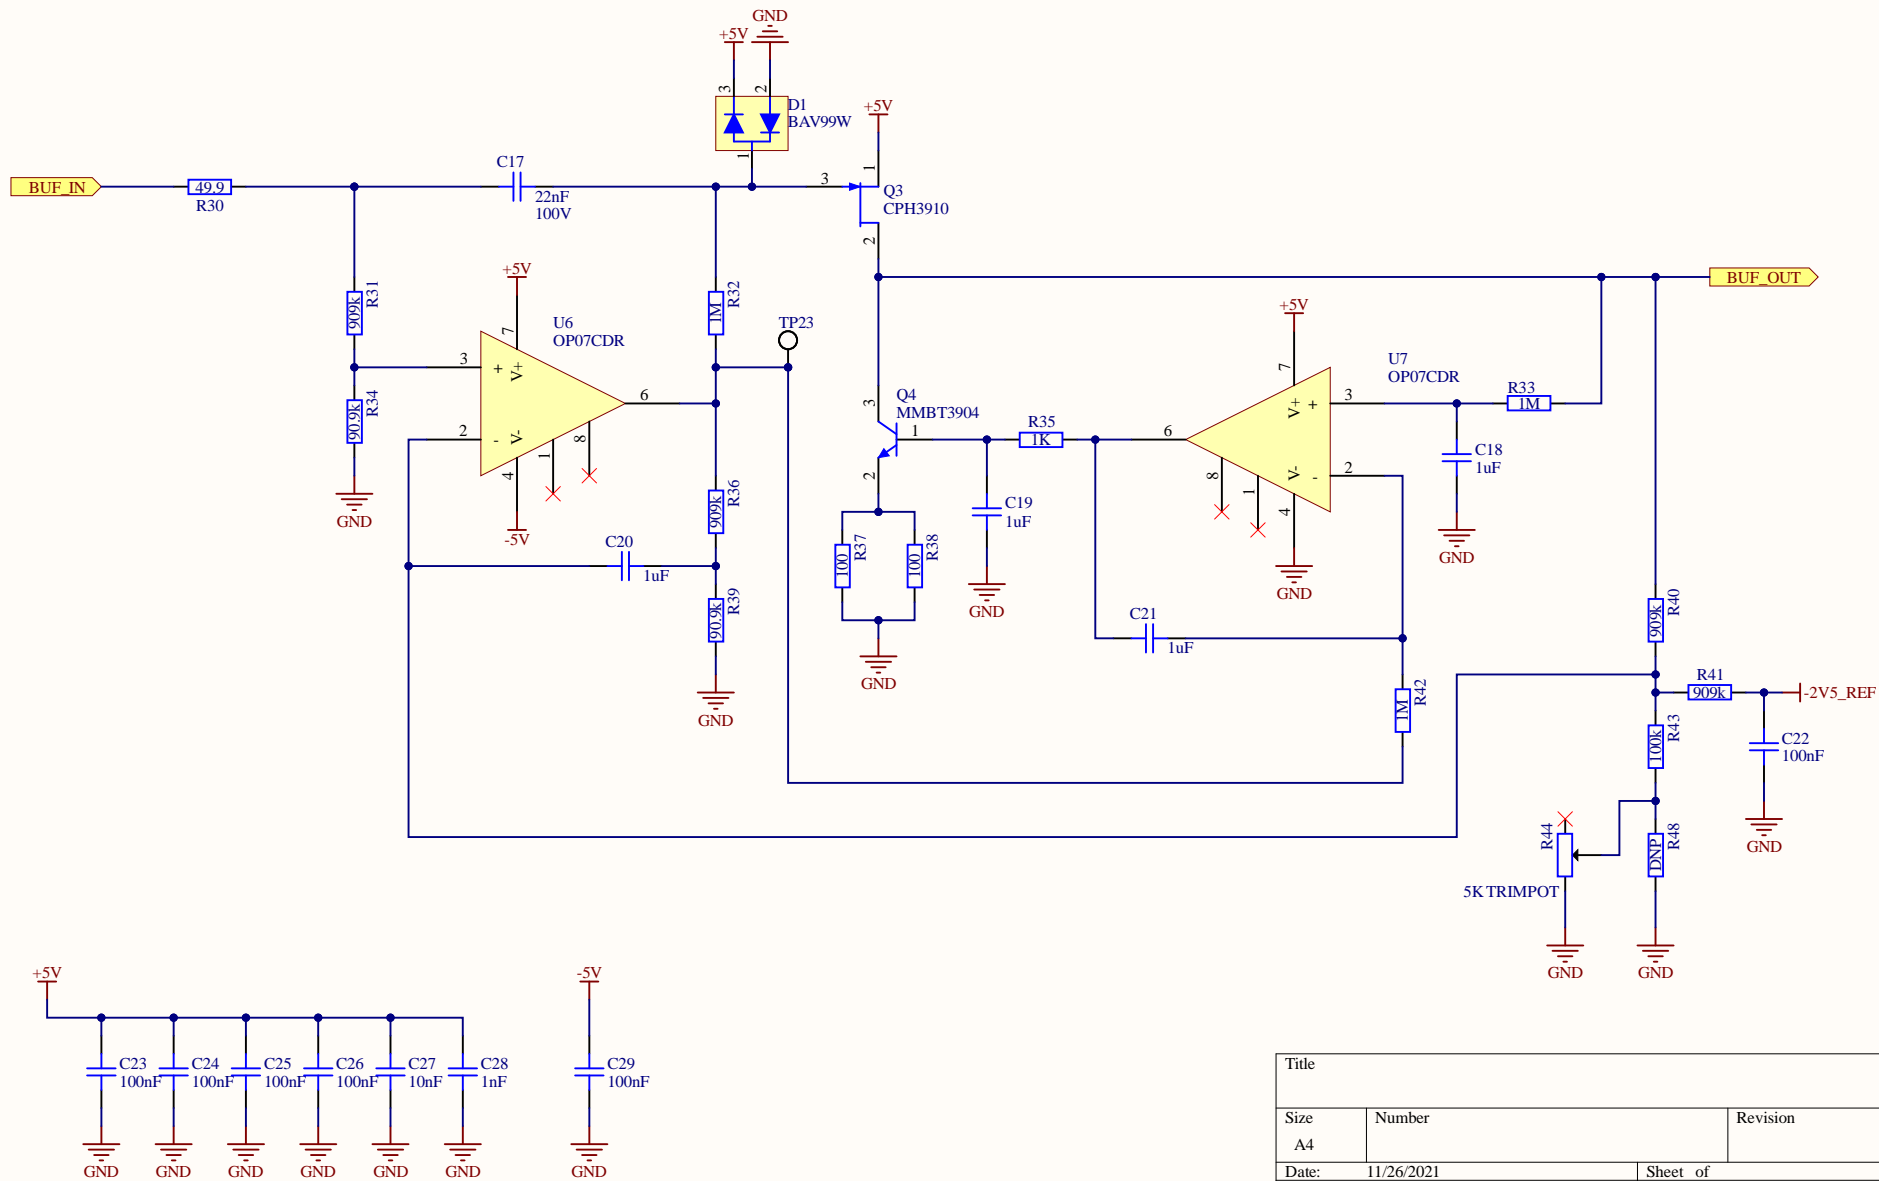 GND
+5V
3
2
D1
BAV99W
1
+5V
1
BUF_IN
49.9
R30
C17
22nF
100V
3
Q3
CPH3910
2
BUF_OUT
R31
909k
+5V
7
U6
OP07CDR
R32
1M
TP23
+5V
7
U7
OP07CDR
3
+
V+
6
R34
90.9k
2
-
V-
4
1
8
-5V
GND
Q4
MMBT3904
3
1
2
R35
1K
6
V+
+
3
R33
1M
C18
1uF
GND
V-
-
2
8
1
4
GND
C19
1uF
GND
R36
909k
C20
1uF
R39
90.9k
GND
R37
100
R38
100
GND
C21
1uF
R42
1M
R40
909k
R41
909k
-2V5_REF
R43
100k
C22
100nF
GND
R44
5K TRIMPOT
GND
R48
DNP
GND
+5V
C23
100nF
GND
C24
100nF
GND
C25
100nF
GND
C26
100nF
GND
C27
10nF
GND
C28
1nF
GND
-5V
C29
100nF
GND
Title
Size
A4
Number
Revision
Date:
11/26/2021
Sheet of